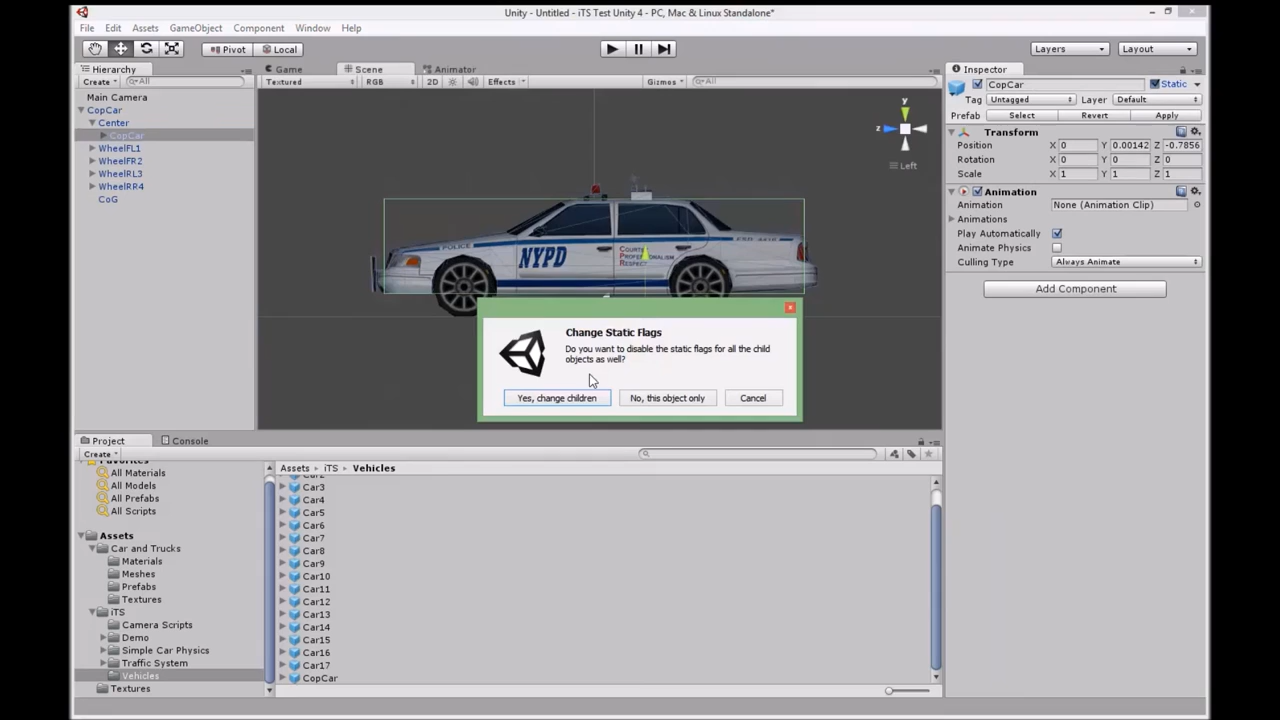 Unity - Untitled - iTS Test Unity 4 - PC, Mac & Linux Standalone*
File Edit Assets GameObject Component Window Help
Pivot Local Layers Layout
Hierarchy
Create All
Main Camera
CopCar
Center
CopCar
WheelFL1
WheelFR2
WheelRL3
WheelRR4
CoG
Game Scene Animator
Textured RGB 2D Effects Gizmos All
y
z
Left
POLICE
NYPD
COURTESY
PROFESSIONALISM
RESPECT
Change Static Flags
Do you want to disable the static flags for all the child
objects as well?
Yes, change children No, this object only Cancel
Inspector
CopCar Static
Tag Untagged Layer Default
Prefab Select Revert Apply
Transform
Position X 0 Y 0.00142 Z -0.7856
Rotation X 0 Y 0 Z 0
Scale X 1 Y 1 Z 1
Animation
Animation None (Animation Clip)
Animations
Play Automatically
Animate Physics
Culling Type Always Animate
Add Component
Project Console
Create
Favorites
All Materials
All Models
All Prefabs
All Scripts
Assets
Car and Trucks
Materials
Meshes
Prefabs
Textures
iTS
Camera Scripts
Demo
Simple Car Physics
Traffic System
Vehicles
Textures
Assets iTS Vehicles
Car2
Car3
Car4
Car5
Car6
Car7
Car8
Car9
Car10
Car11
Car12
Car13
Car14
Car15
Car16
Car17
CopCar